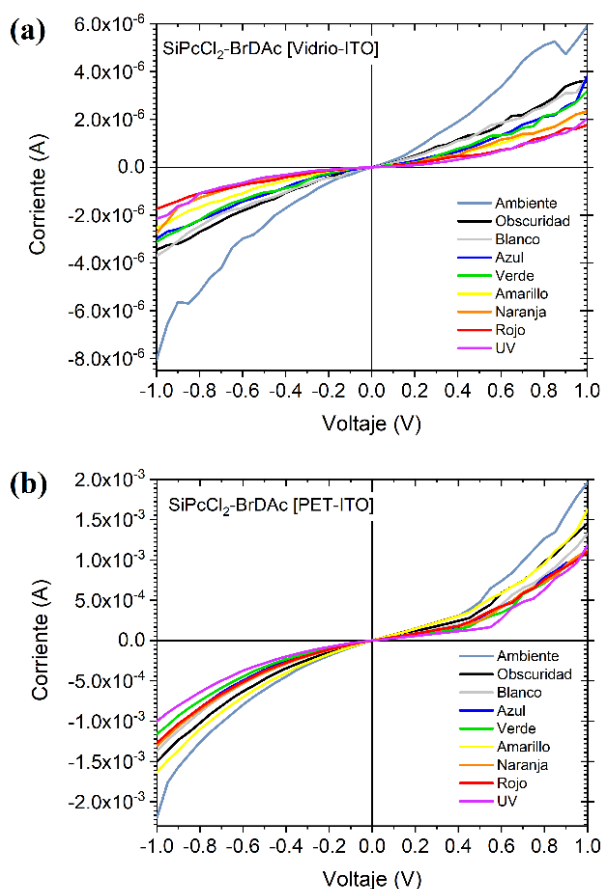 (a)
SiPcCl₂-BrDAc [Vidrio-ITO]
Corriente (A)
6.0x10⁻⁶
4.0x10⁻⁶
2.0x10⁻⁶
0.0
-2.0x10⁻⁶
-4.0x10⁻⁶
-6.0x10⁻⁶
-8.0x10⁻⁶
Ambiente
Obscuridad
Blanco
Azul
Verde
Amarillo
Naranja
Rojo
UV
-1.0 -0.8 -0.6 -0.4 -0.2 0.0 0.2 0.4 0.6 0.8 1.0
Voltaje (V)
(b)
SiPcCl₂-BrDAc [PET-ITO]
Corriente (A)
2.0x10⁻³
1.5x10⁻³
1.0x10⁻³
5.0x10⁻⁴
0.0
-5.0x10⁻⁴
-1.0x10⁻³
-1.5x10⁻³
-2.0x10⁻³
Ambiente
Obscuridad
Blanco
Azul
Verde
Amarillo
Naranja
Rojo
UV
-1.0 -0.8 -0.6 -0.4 -0.2 0.0 0.2 0.4 0.6 0.8 1.0
Voltaje (V)